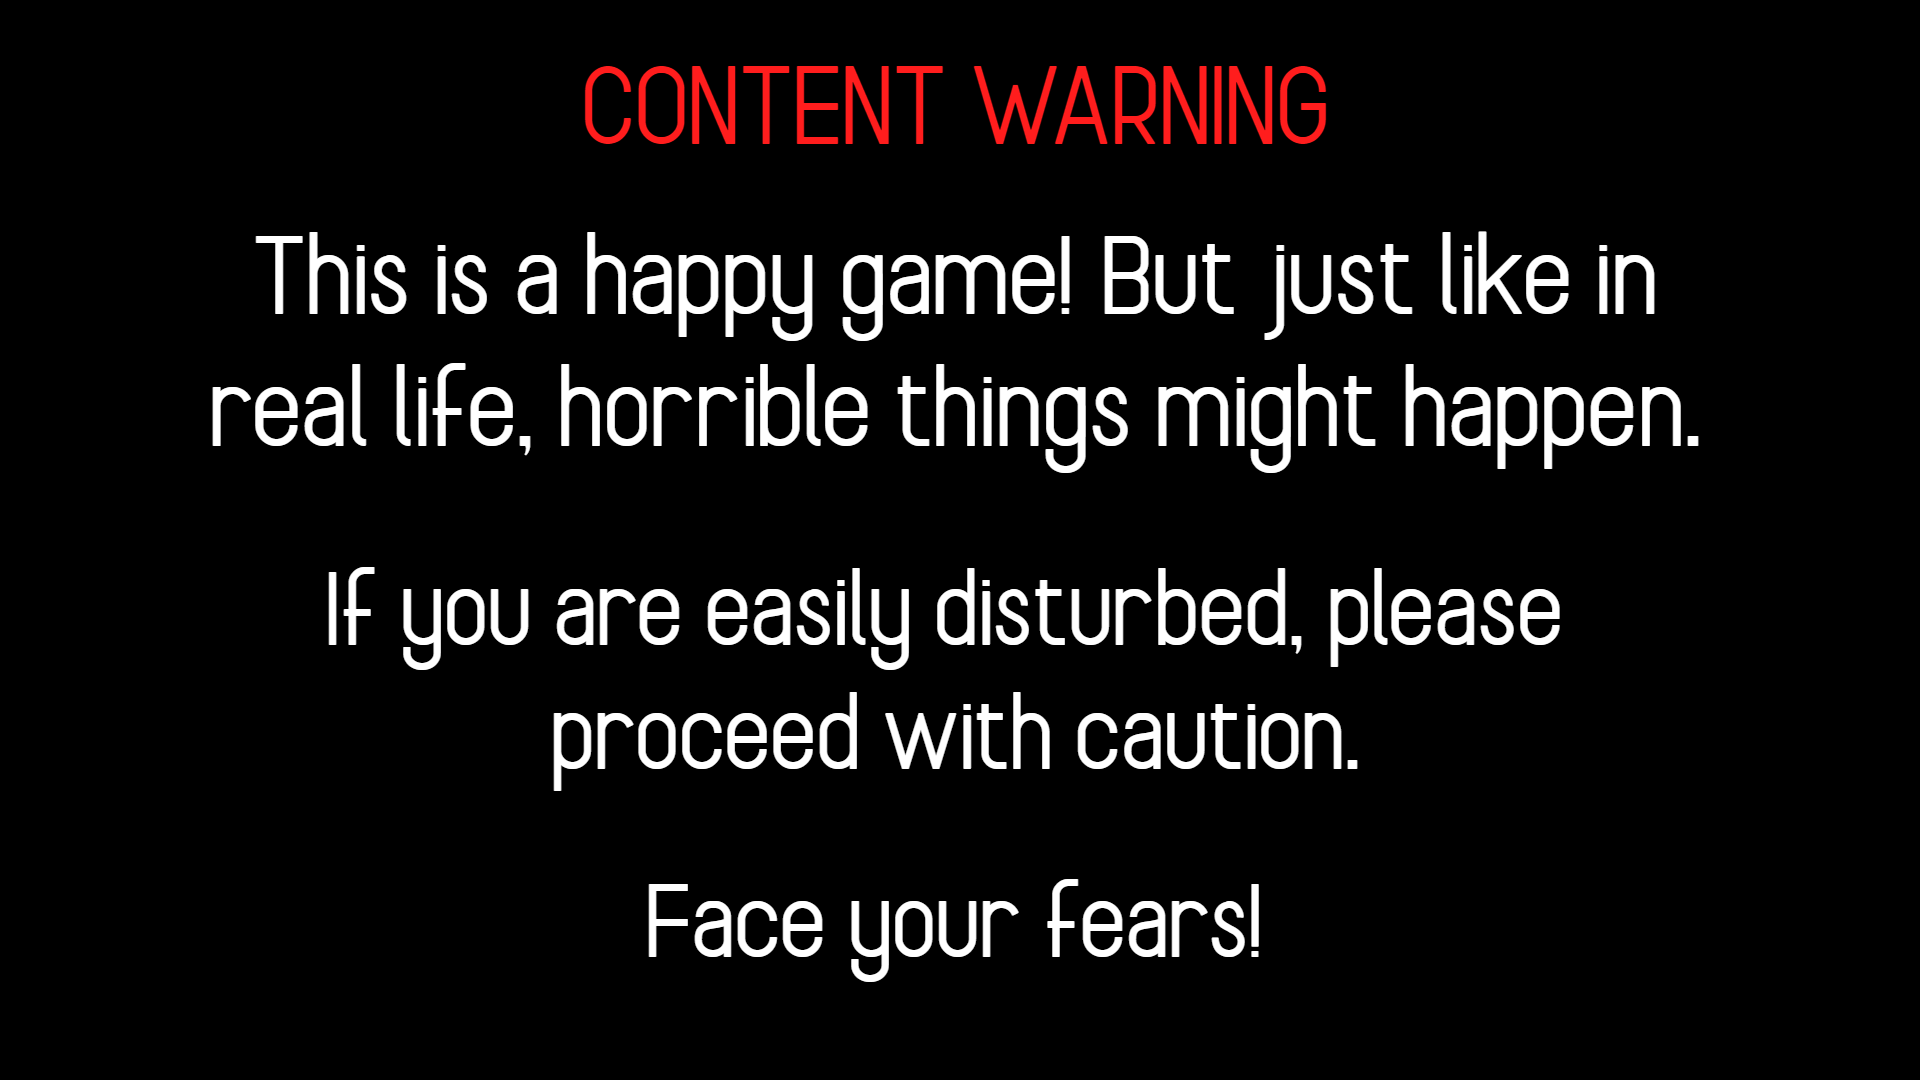 CONTENT WARNING
This is a happy game! But just like in
real life, horrible things might happen.
If you are easily disturbed, please
proceed with caution.
Face your fears!